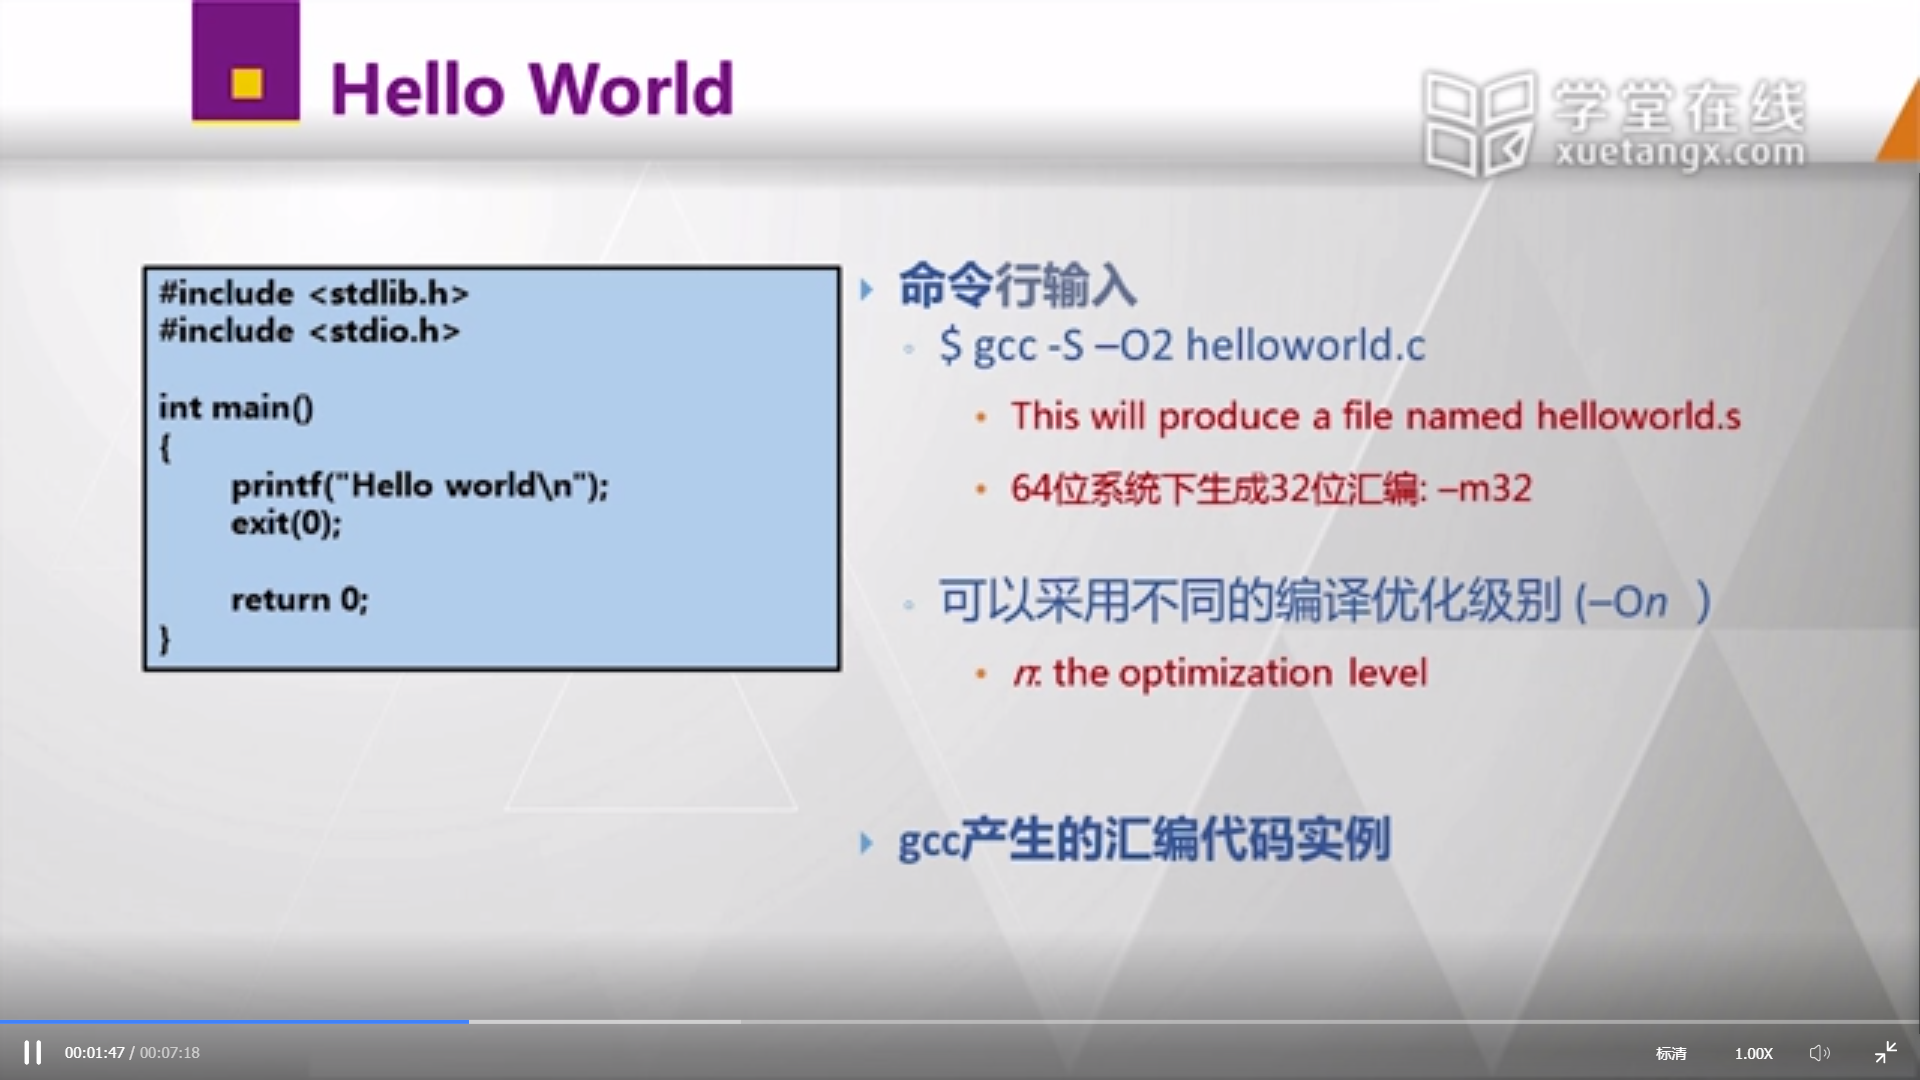 Hello World
学堂在线
xuetangx.com
#include <stdlib.h>
#include <stdio.h>
int main()
{
printf("Hello world\n");
exit(0);
return 0;
}
命令行输入
$ gcc -S –O2 helloworld.c
This will produce a file named helloworld.s
64位系统下生成32位汇编: –m32
可以采用不同的编译优化级别 (–On )
n: the optimization level
gcc产生的汇编代码实例
00:01:47 / 00:07:18
标清
1.00X